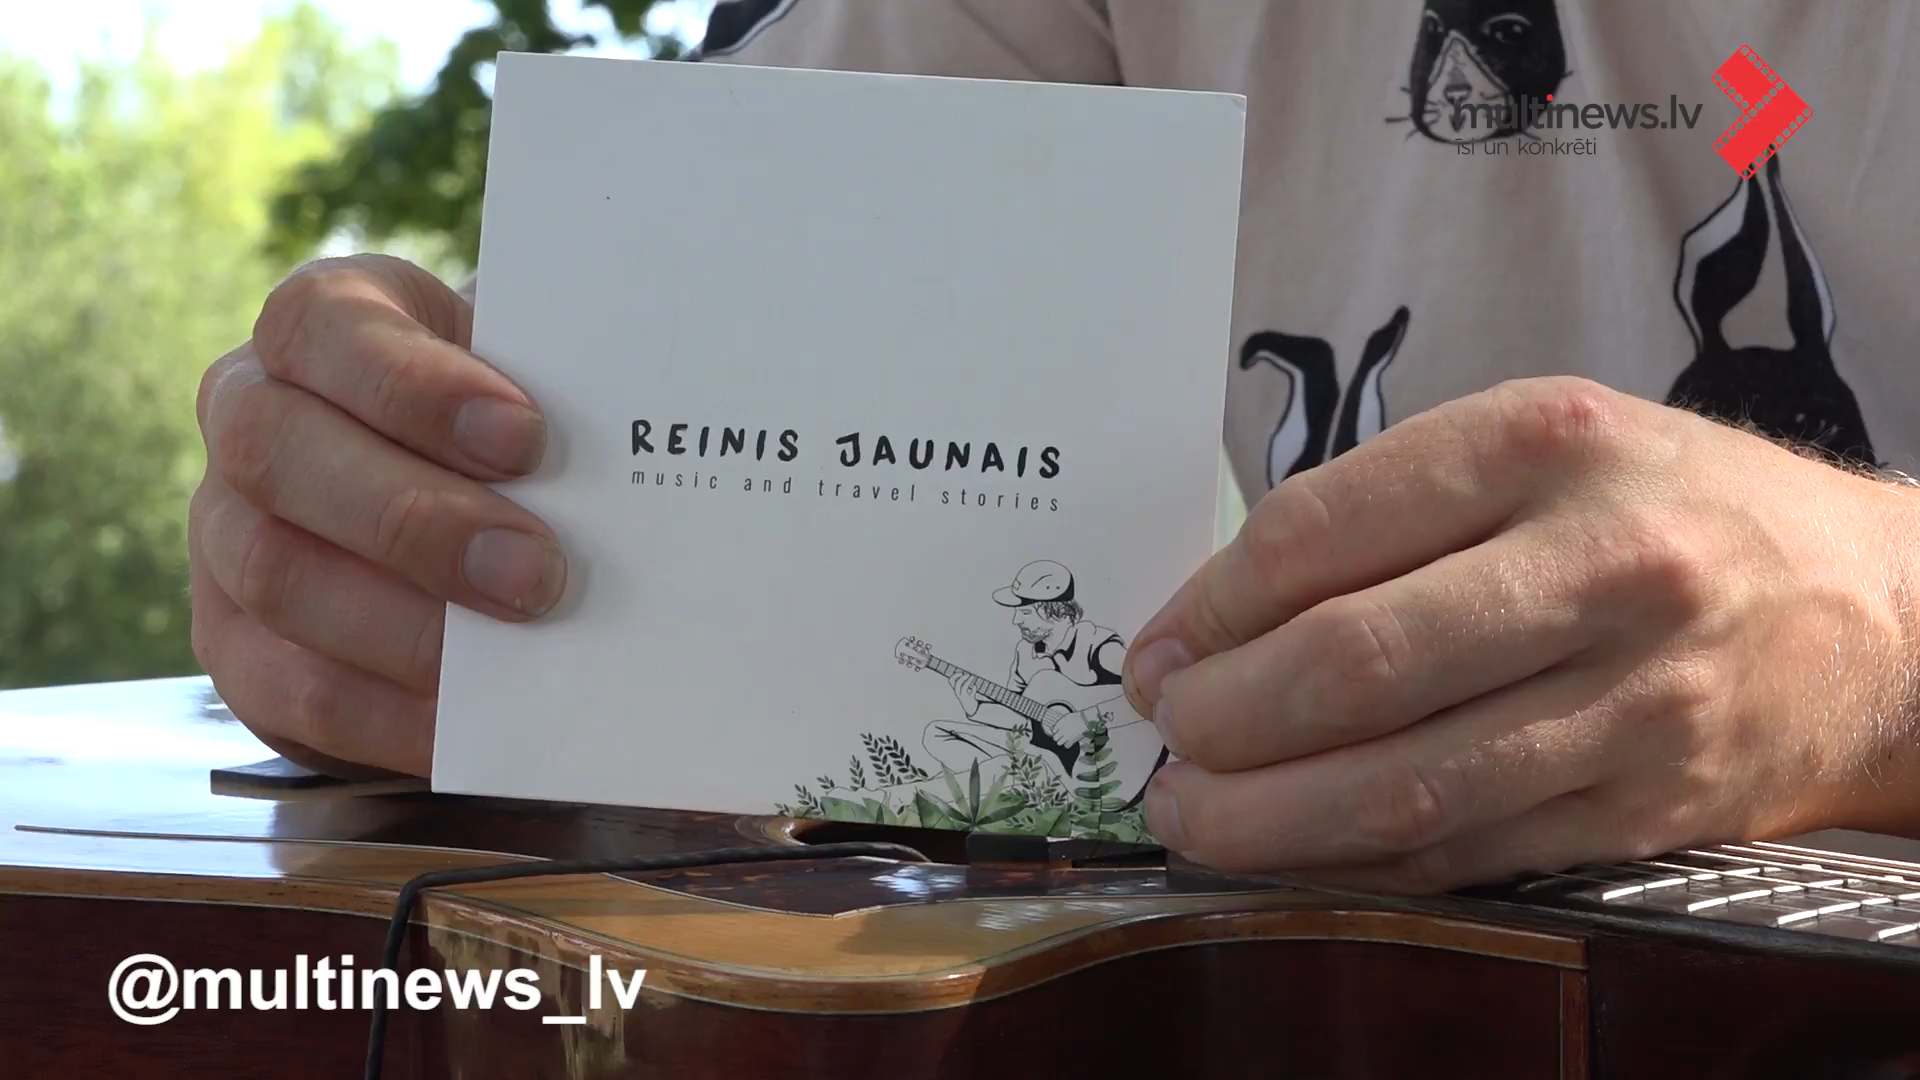 multinews.lv
īsi un konkrēti
REINIS JAUNAIS
music and travel stories
@multinews_lv